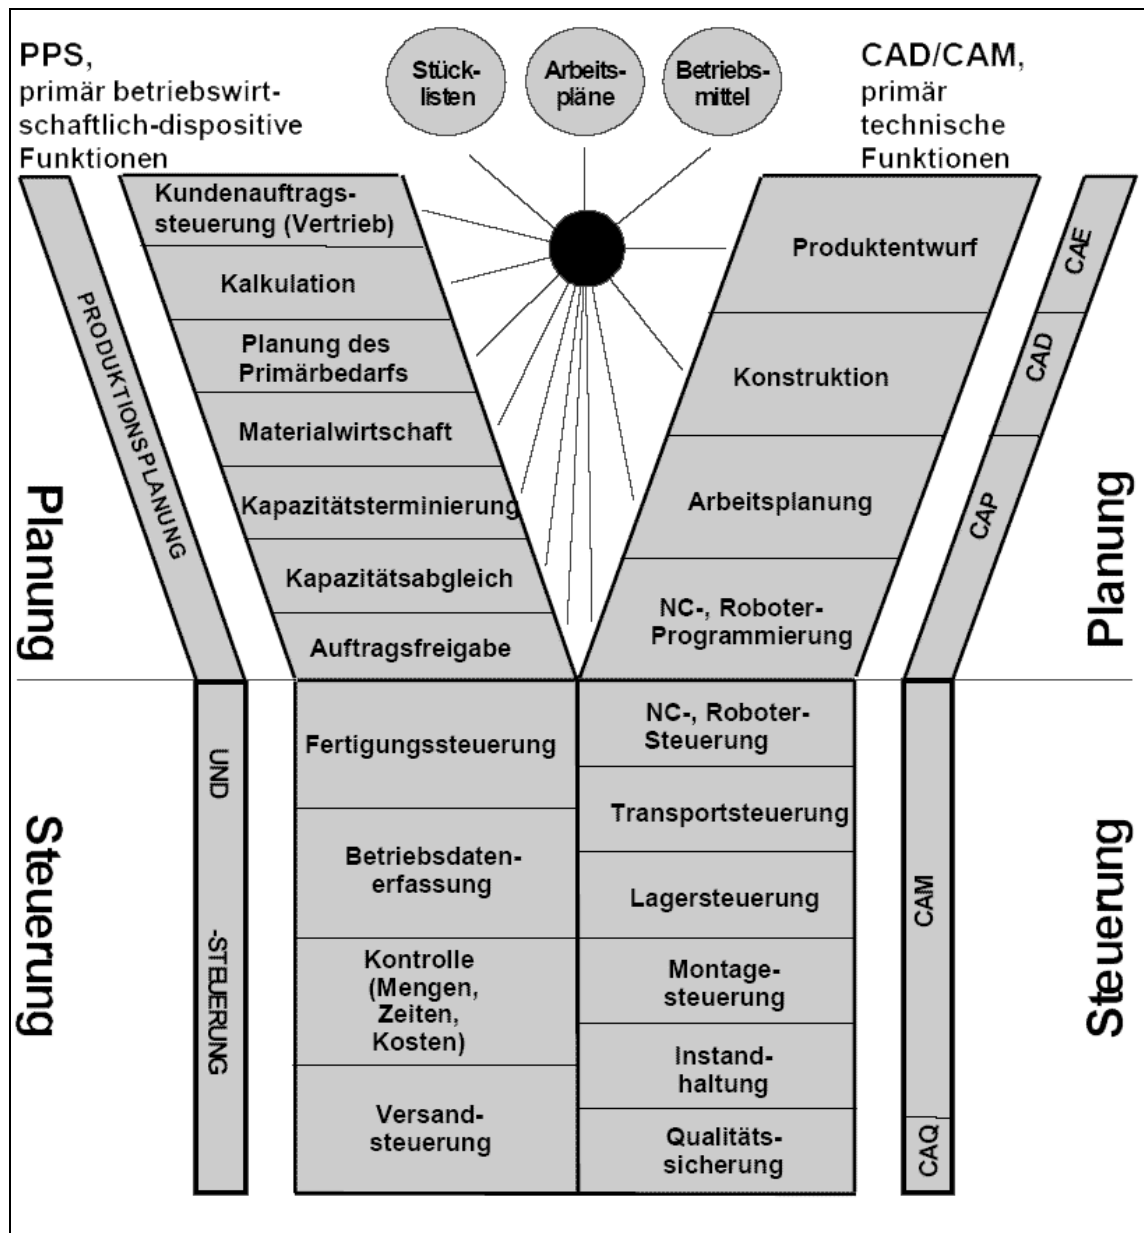 PPS,
primär betriebswirt-
schaftlich-dispositive
Funktionen
Stück-
listen
Arbeits-
pläne
Betriebs-
mittel
CAD/CAM,
primär
technische
Funktionen
PRODUKTIONSPLANUNG
Kundenauftrags-
steuerung (Vertrieb)
Kalkulation
Planung des
Primärbedarfs
Materialwirtschaft
Kapazitätsterminierung
Kapazitätsabgleich
Auftragsfreigabe
Produktentwurf
Konstruktion
Arbeitsplanung
NC-, Roboter-
Programmierung
CAE
CAD
CAP
Planung
Planung
Steuerung
UND
-STEUERUNG
Fertigungssteuerung
Betriebsdaten-
erfassung
Kontrolle
(Mengen,
Zeiten,
Kosten)
Versand-
steuerung
NC-, Roboter-
Steuerung
Transportsteuerung
Lagersteuerung
Montage-
steuerung
Instand-
haltung
Qualitäts-
sicherung
CAM
CAQ
Steuerung